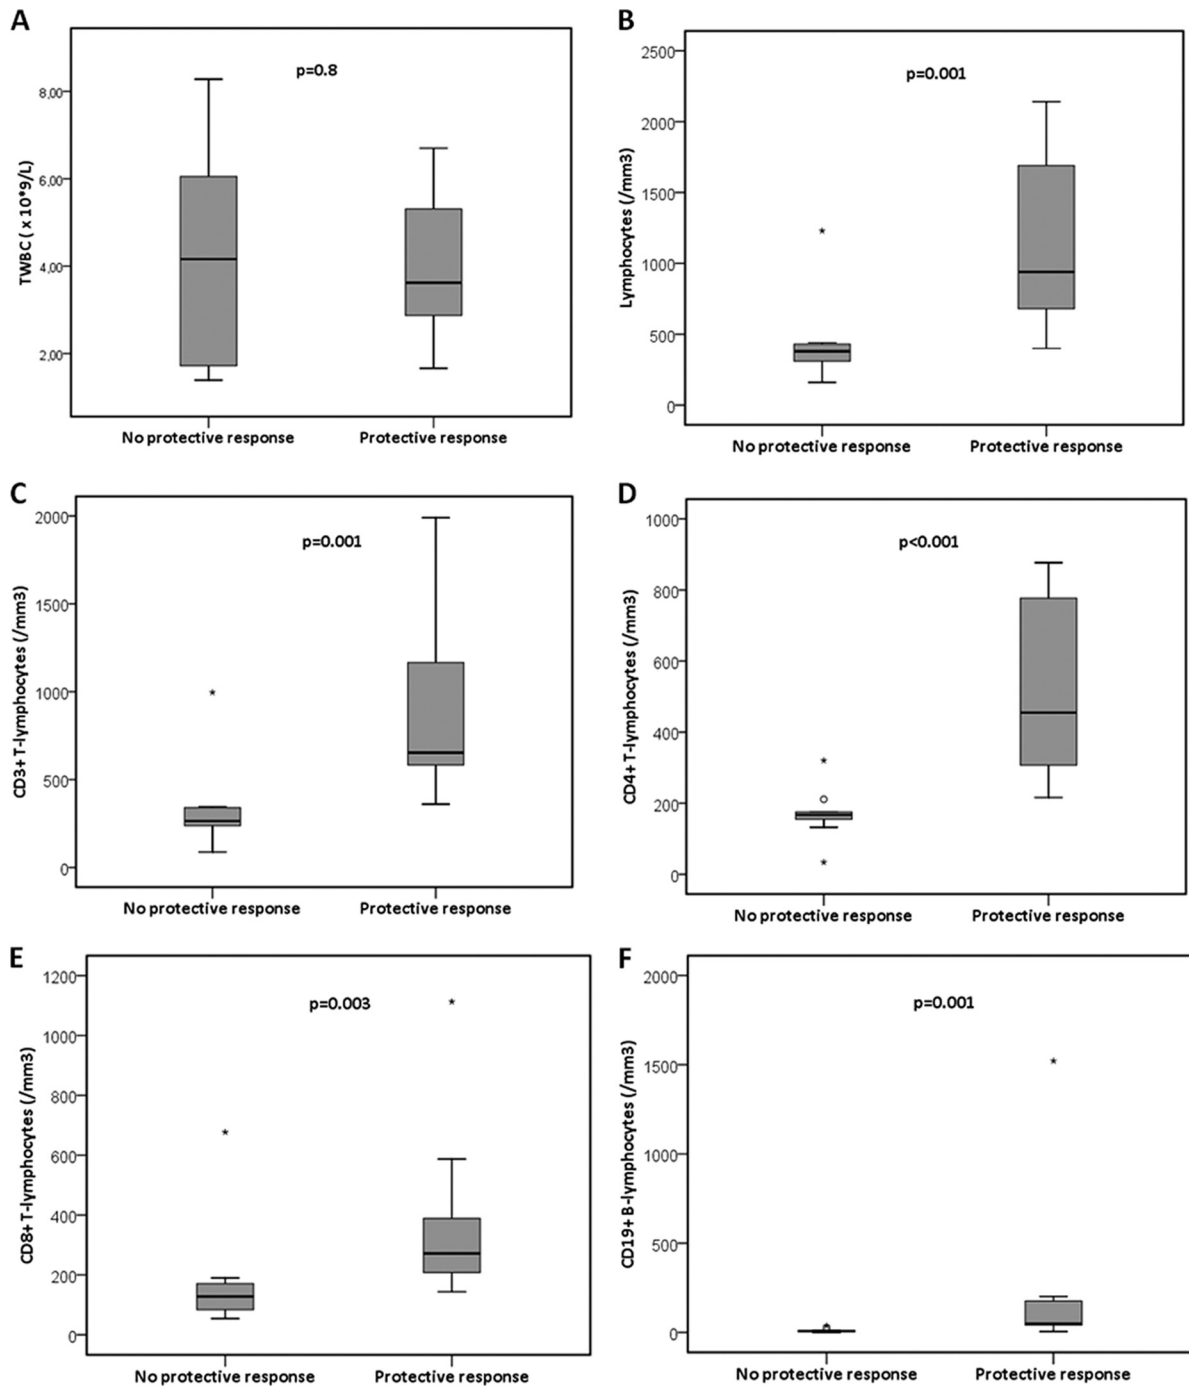 A
p=0.8
TWBC ( x 10*9/L)
8,00
6,00
4,00
2,00
No protective response
Protective response
B
p=0.001
Lymphocytes (/mm3)
2500
2000
1500
1000
500
0
No protective response
Protective response
C
p=0.001
CD3+ T-lymphocytes (/mm3)
2000
1500
1000
500
0
No protective response
Protective response
D
p<0.001
CD4+ T-lymphocytes (/mm3)
1000
800
600
400
200
0
No protective response
Protective response
E
p=0.003
CD8+ T-lymphocytes (/mm3)
1200
1000
800
600
400
200
0
No protective response
Protective response
F
p=0.001
CD19+ B-lymphocytes (/mm3)
2000
1500
1000
500
0
No protective response
Protective response